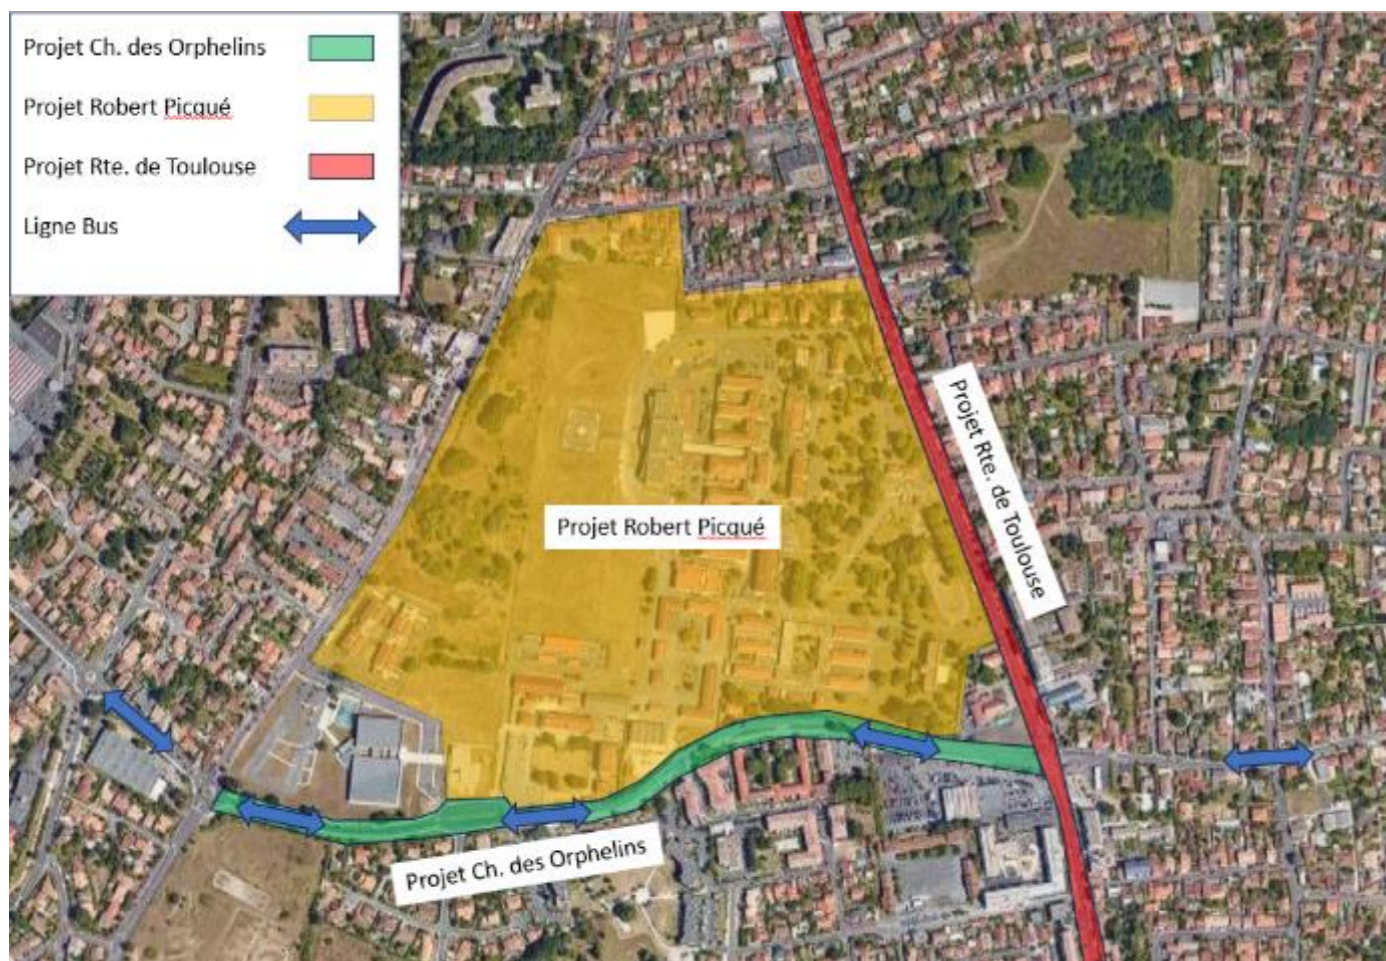 Projet Ch. des Orphelins
Projet Robert Picqué
Projet Rte. de Toulouse
Ligne Bus
Projet Rte. de Toulouse
Projet Robert Picqué
Projet Ch. des Orphelins